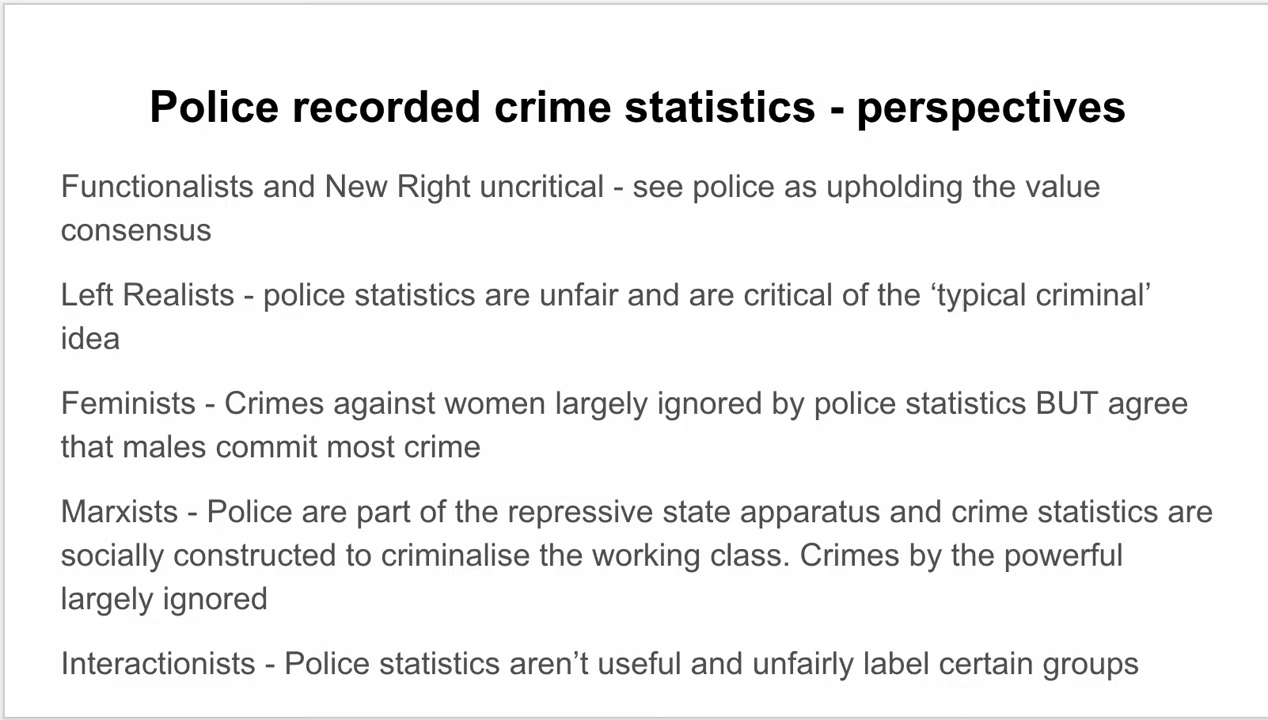 Police recorded crime statistics - perspectives
Functionalists and New Right uncritical - see police as upholding the value
consensus
Left Realists - police statistics are unfair and are critical of the ‘typical criminal’
idea
Feminists - Crimes against women largely ignored by police statistics BUT agree
that males commit most crime
Marxists - Police are part of the repressive state apparatus and crime statistics are
socially constructed to criminalise the working class. Crimes by the powerful
largely ignored
Interactionists - Police statistics aren’t useful and unfairly label certain groups